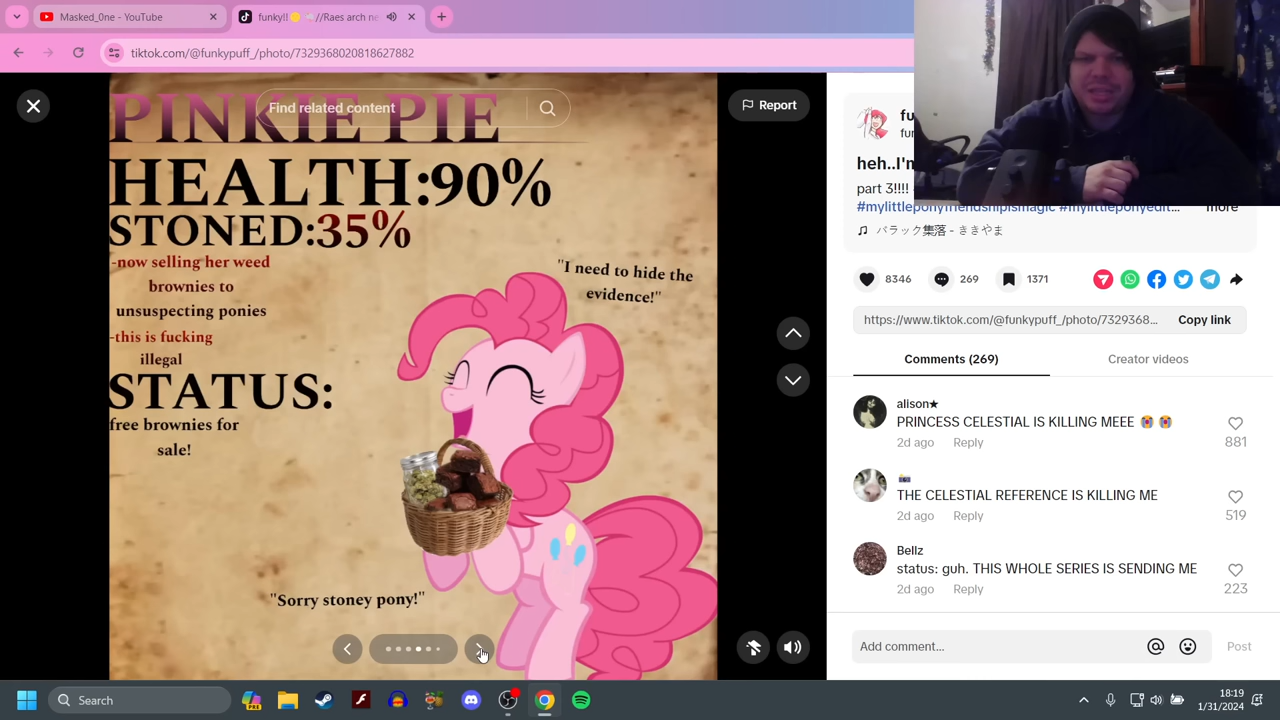 Masked_0ne - YouTube
funky!! //Raes arch ne
tiktok.com/@funkypuff_/photo/7329368020818627882
PINKIE PIE
Find related content
Report
HEALTH:90%
STONED:35%
-now selling her weed
brownies to
unsuspecting ponies
-this is fucking
illegal
STATUS:
free brownies for
sale!
"I need to hide the
evidence!"
"Sorry stoney pony!"
fu
fur
heh..I'm
part 3!!!!
#mylittleponyfriendshipismagic #mylittleponyedit... more
バラック集落 - ききやま
8346
269
1371
https://www.tiktok.com/@funkypuff_/photo/7329368...
Copy link
Comments (269)
Creator videos
alison★
PRINCESS CELESTIAL IS KILLING MEEE 😭 😭
2d ago Reply
881
📷
THE CELESTIAL REFERENCE IS KILLING ME
2d ago Reply
519
Bellz
status: guh. THIS WHOLE SERIES IS SENDING ME
2d ago Reply
223
Add comment...
Post
Search
PRE
18:19
1/31/2024